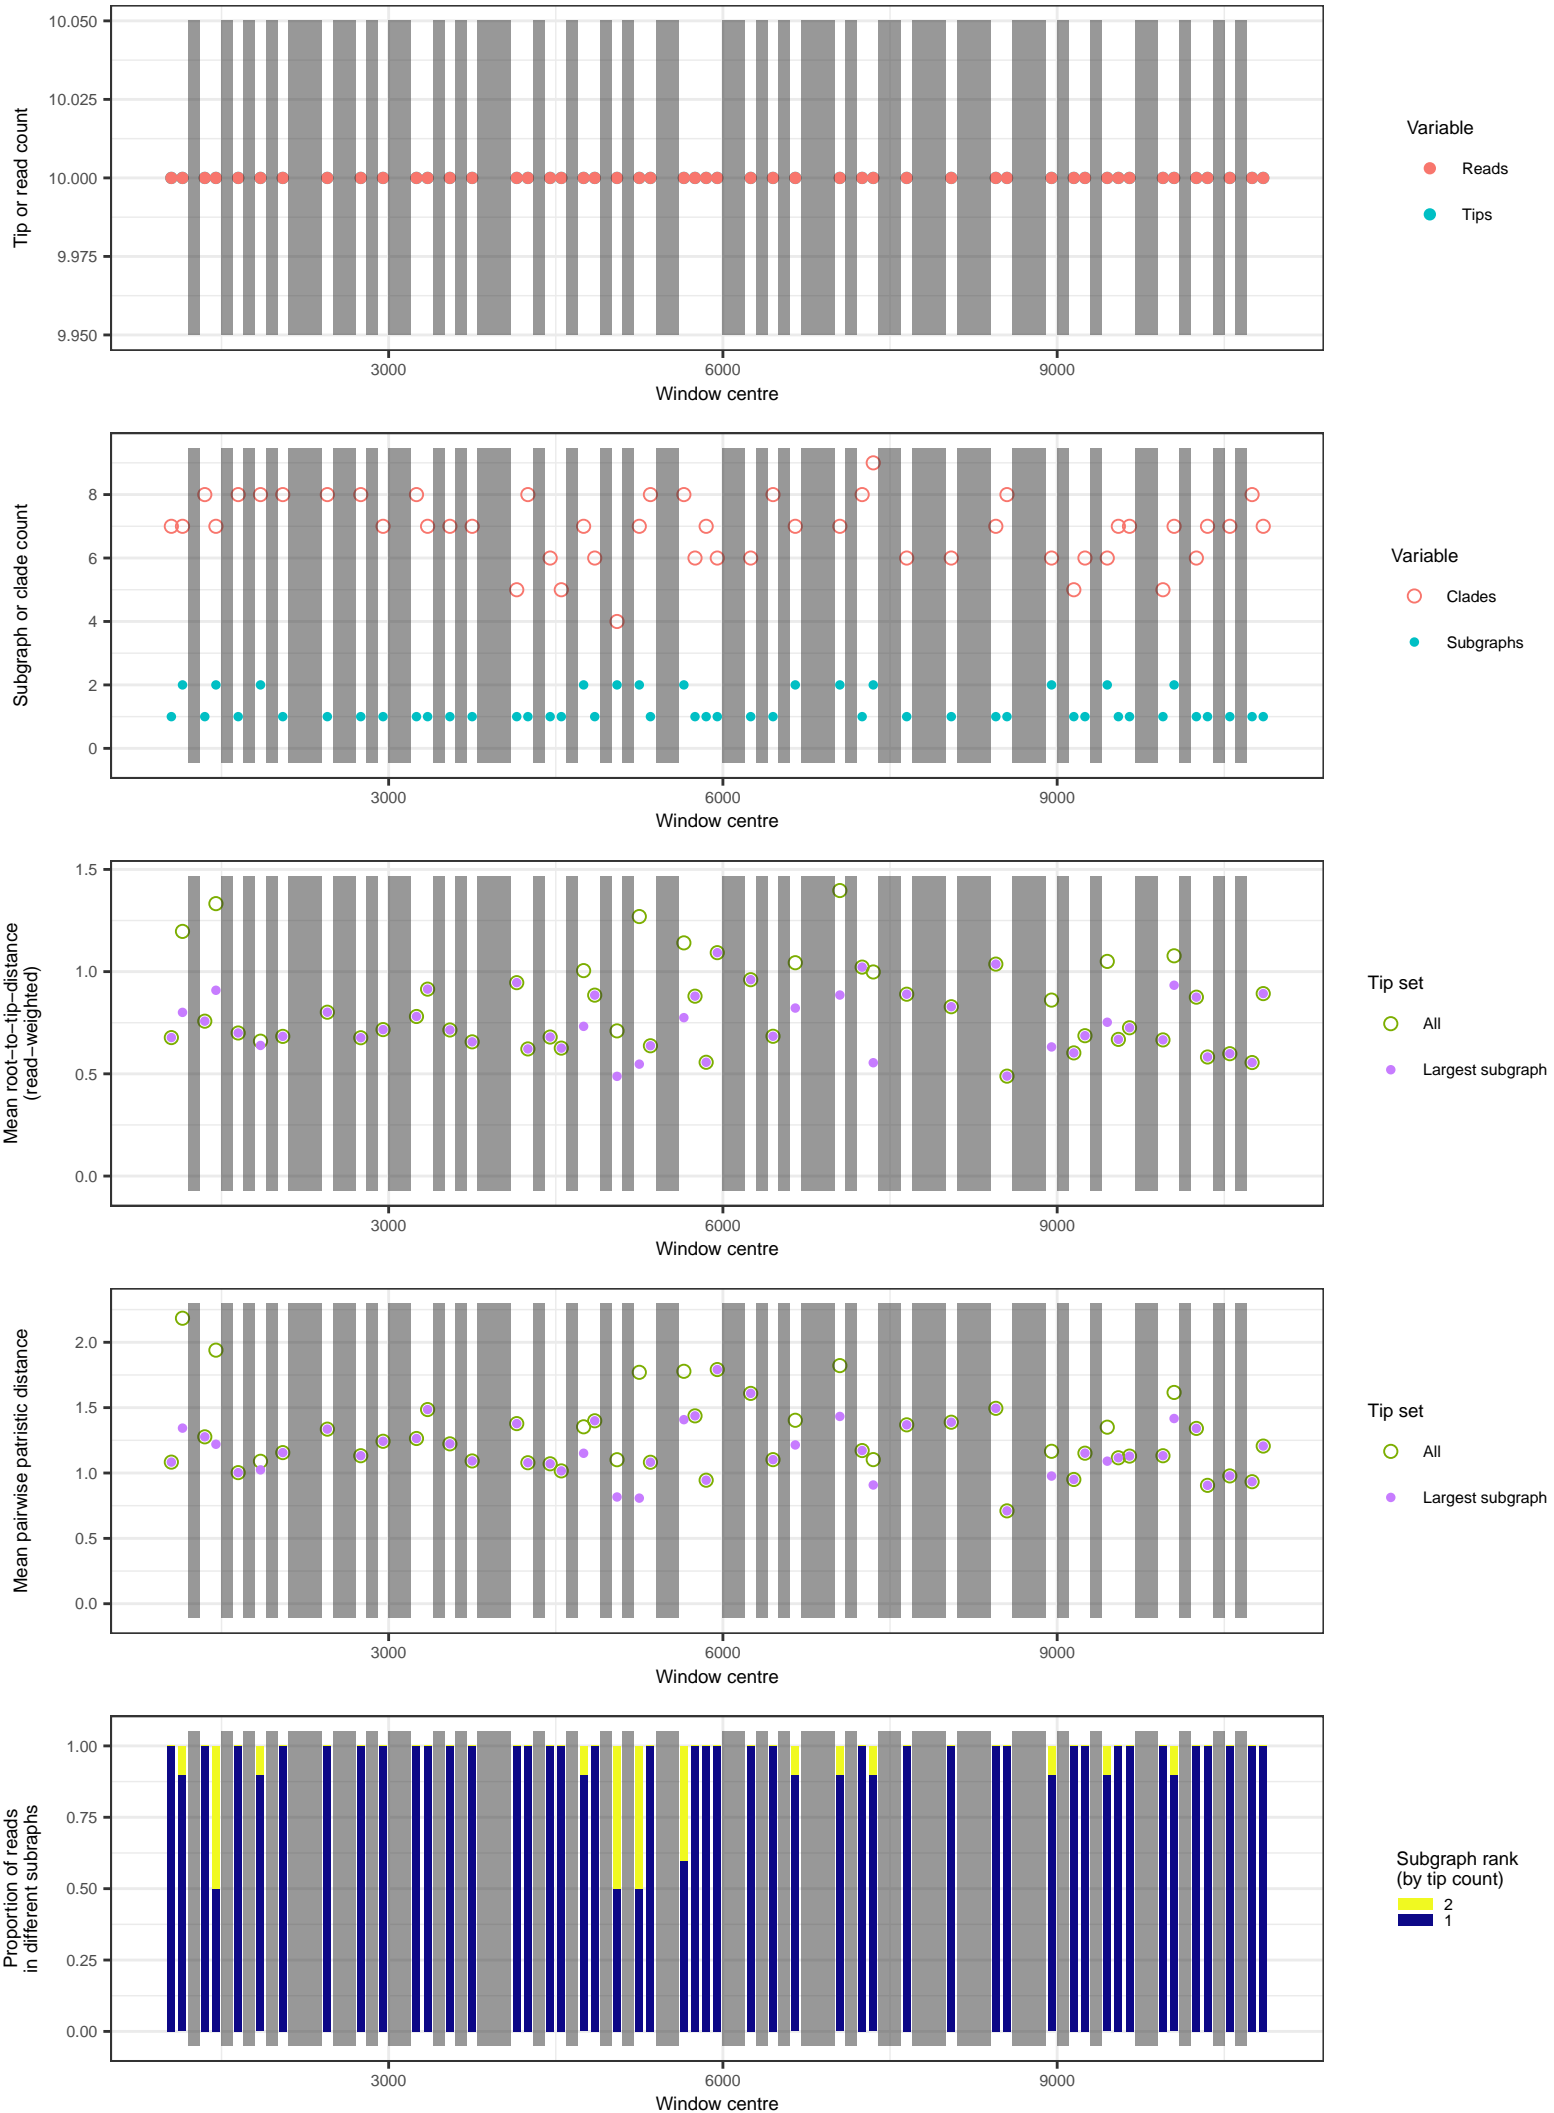 10.050
10.025
10.000
9.975
9.950
Tip or read count
3000
6000
9000
Window centre
Variable
Reads
Tips
8
6
4
2
0
Subgraph or clade count
3000
6000
9000
Window centre
Variable
Clades
Subgraphs
1.5
1.0
0.5
0.0
Mean root−to−tip−distance
(read−weighted)
3000
6000
9000
Window centre
Tip set
All
Largest subgraph
2.0
1.5
1.0
0.5
0.0
Mean pairwise patristic distance
3000
6000
9000
Window centre
Tip set
All
Largest subgraph
1.00
0.75
0.50
0.25
0.00
Proportion of reads
in different subraphs
3000
6000
9000
Window centre
Subgraph rank
(by tip count)
2
1